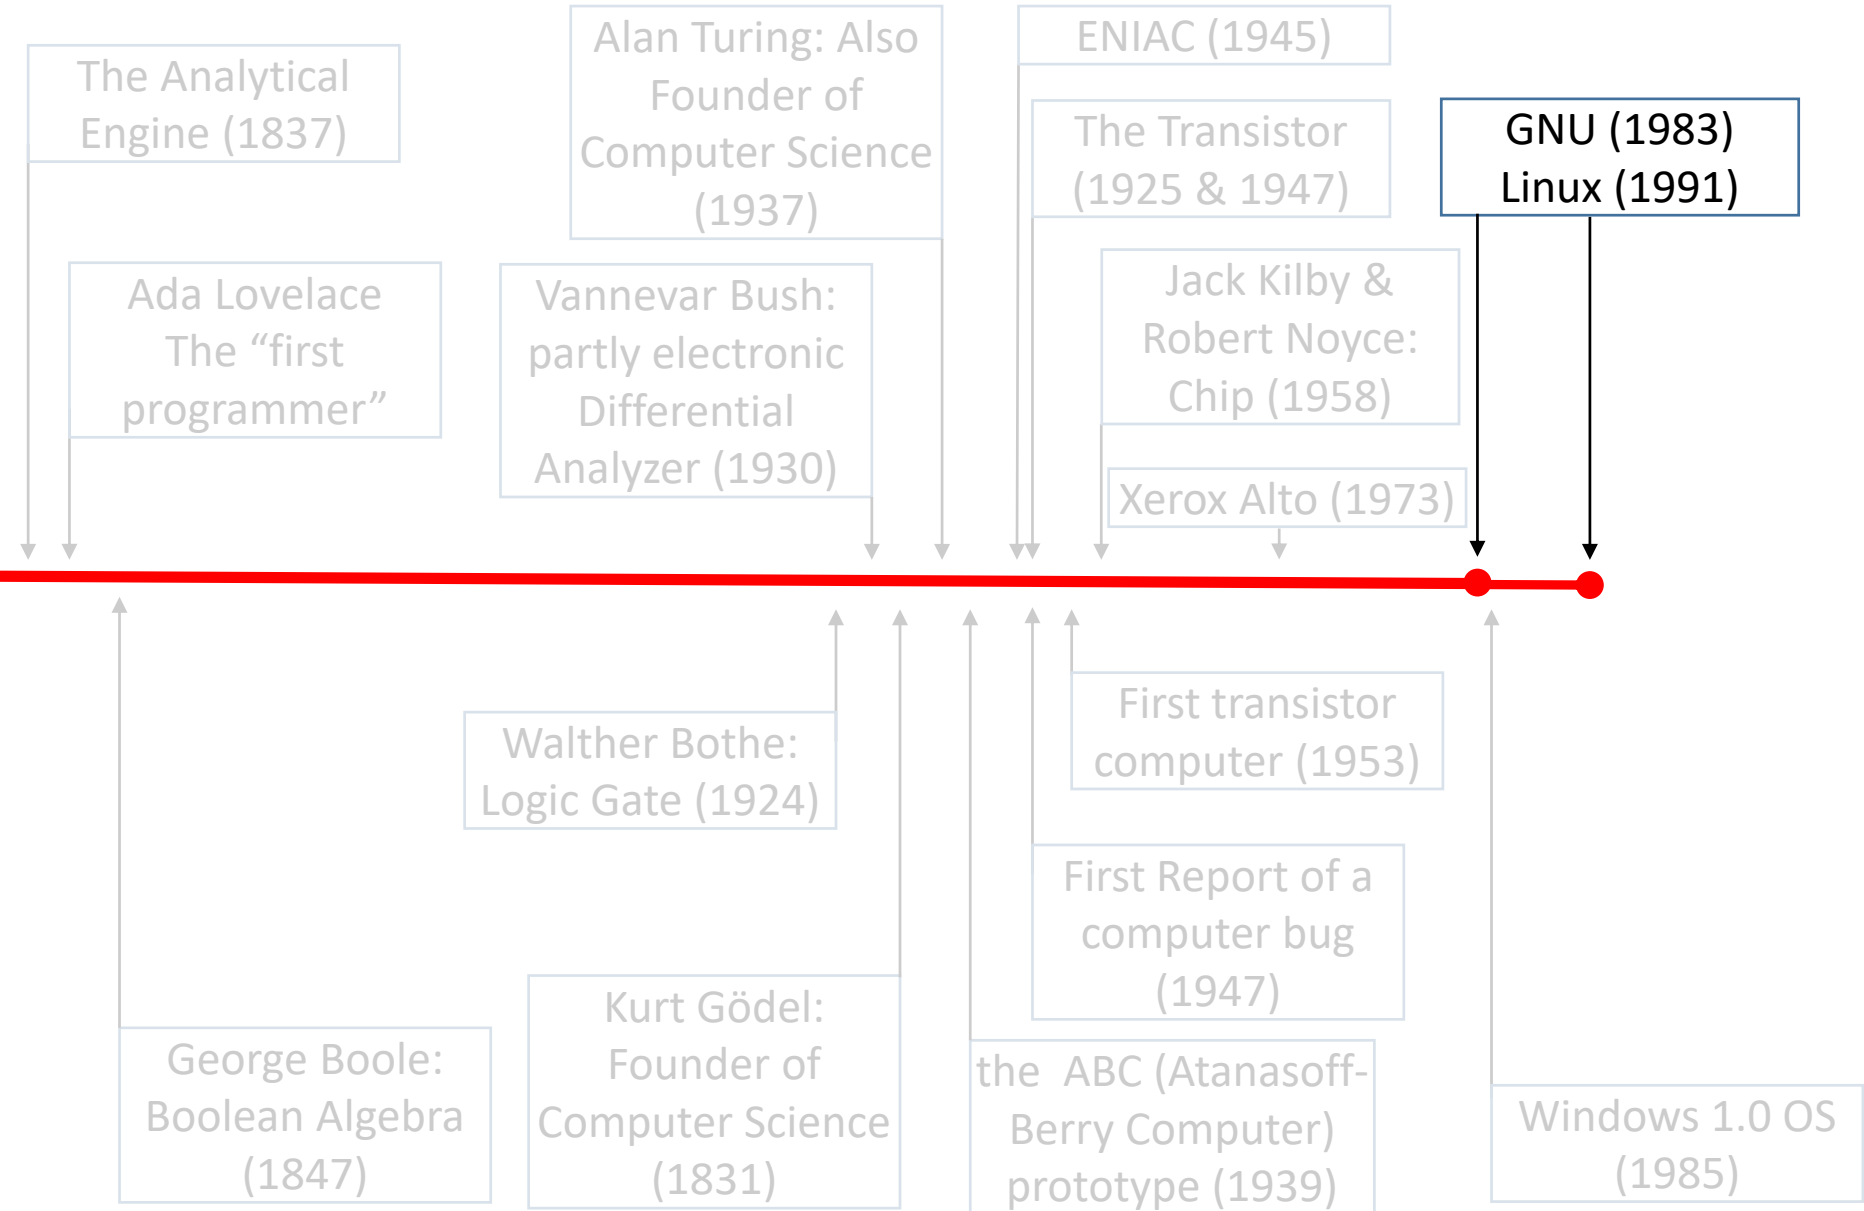 The Analytical
Engine (1837)
Ada Lovelace
The “first
programmer”
Alan Turing: Also
Founder of
Computer Science
(1937)
Vannevar Bush:
partly electronic
Differential
Analyzer (1930)
ENIAC (1945)
The Transistor
(1925 & 1947)
Jack Kilby &
Robert Noyce:
Chip (1958)
Xerox Alto (1973)
GNU (1983)
Linux (1991)
George Boole:
Boolean Algebra
(1847)
Walther Bothe:
Logic Gate (1924)
Kurt Gödel:
Founder of
Computer Science
(1831)
First transistor
computer (1953)
First Report of a
computer bug
(1947)
the ABC (Atanasoff-
Berry Computer)
prototype (1939)
Windows 1.0 OS
(1985)